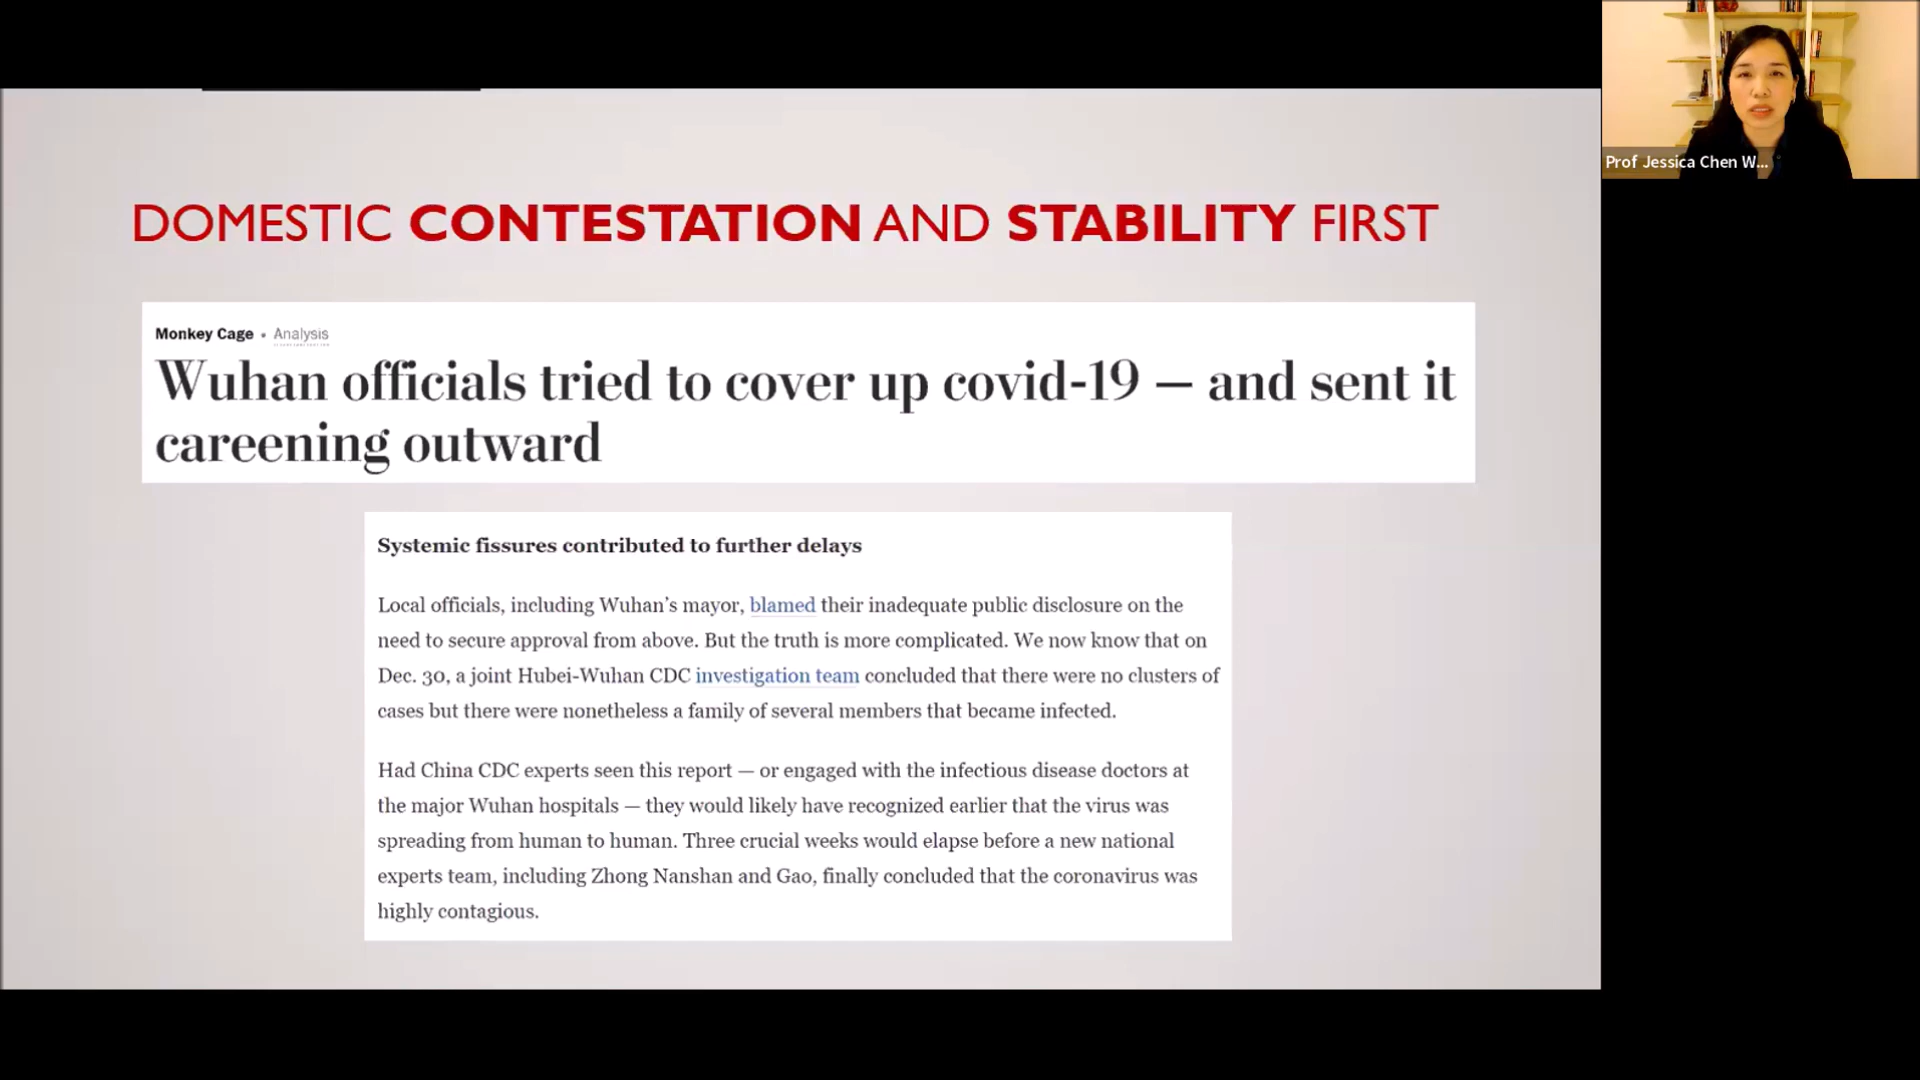 Prof Jessica Chen W...
DOMESTIC CONTESTATION AND STABILITY FIRST
Monkey Cage • Analysis
Wuhan officials tried to cover up covid-19 — and sent it
careening outward
Systemic fissures contributed to further delays
Local officials, including Wuhan’s mayor, blamed their inadequate public disclosure on the
need to secure approval from above. But the truth is more complicated. We now know that on
Dec. 30, a joint Hubei-Wuhan CDC investigation team concluded that there were no clusters of
cases but there were nonetheless a family of several members that became infected.
Had China CDC experts seen this report — or engaged with the infectious disease doctors at
the major Wuhan hospitals — they would likely have recognized earlier that the virus was
spreading from human to human. Three crucial weeks would elapse before a new national
experts team, including Zhong Nanshan and Gao, finally concluded that the coronavirus was
highly contagious.